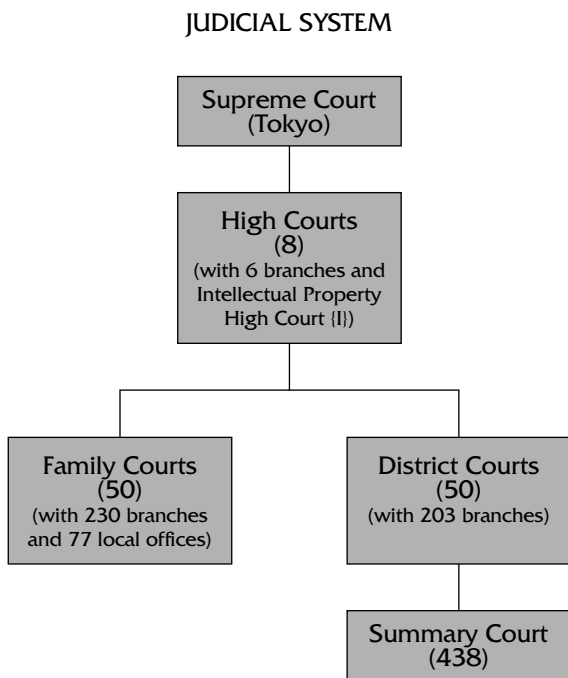 JUDICIAL SYSTEM
Supreme Court
(Tokyo)
High Courts
(8)
(with 6 branches and
Intellectual Property
High Court {I})
Family Courts
(50)
(with 230 branches
and 77 local offices)
District Courts
(50)
(with 203 branches)
Summary Court
(438)